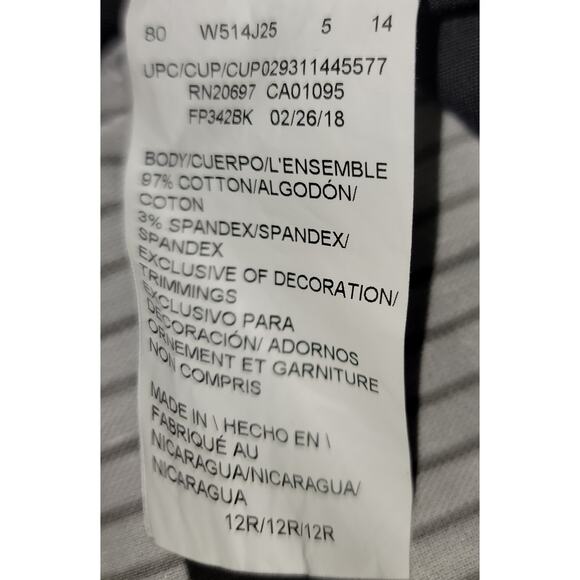 80 W514J25 5 14
UPC/CUP/CUP029311445577
RN20697 CA01095
FP342BK 02/26/18
BODY/CUERPO/L'ENSEMBLE
97% COTTON/ALGODÓN/
COTON
3% SPANDEX/SPANDEX/
SPANDEX
EXCLUSIVE OF DECORATION/
TRIMMINGS
EXCLUSIVO PARA
DECORACIÓN/ ADORNOS
ORNEMENT ET GARNITURE
NON COMPRIS
MADE IN \ HECHO EN \
FABRIQUÉ AU
NICARAGUA/NICARAGUA/
NICARAGUA
12R/12R/12R